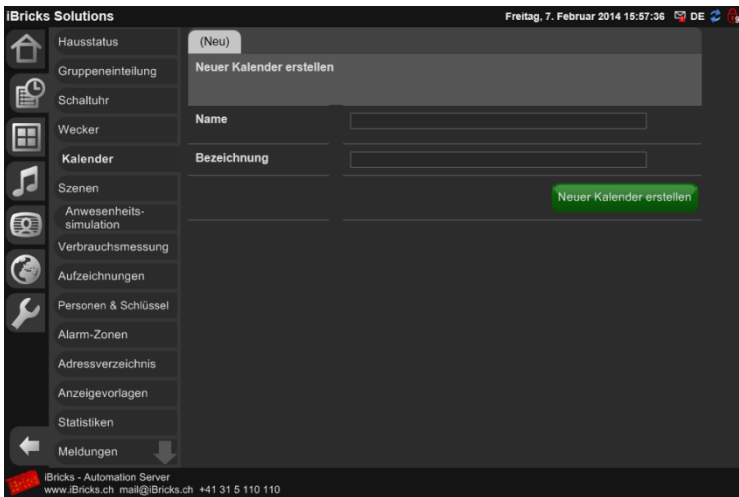 iBricks Solutions
Freitag, 7. Februar 2014 15:57:36 DE
Hausstatus
Gruppeneinteilung
Schaltuhr
Wecker
Kalender
Szenen
Anwesenheits-
simulation
Verbrauchsmessung
Aufzeichnungen
Personen & Schlüssel
Alarm-Zonen
Adressverzeichnis
Anzeigevorlagen
Statistiken
Meldungen
(Neu)
Neuer Kalender erstellen
Name
Bezeichnung
Neuer Kalender erstellen
iBricks - Automation Server
www.iBricks.ch mail@iBricks.ch +41 31 5 110 110